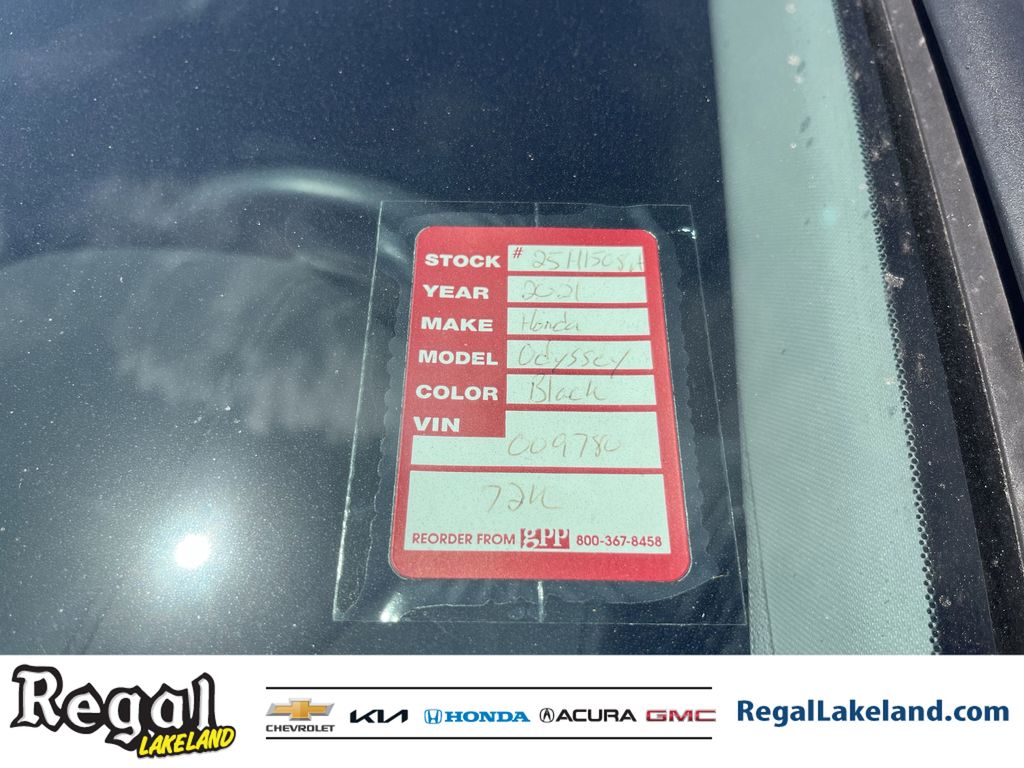 STOCK # 25H1508A
YEAR 2021
MAKE Honda
MODEL Odyssey
COLOR Black
VIN
009780
72K
REORDER FROM gpp 800-367-8458
Regal
LAKELAND
CHEVROLET KIA HONDA ACURA GMC
RegalLakeland.com